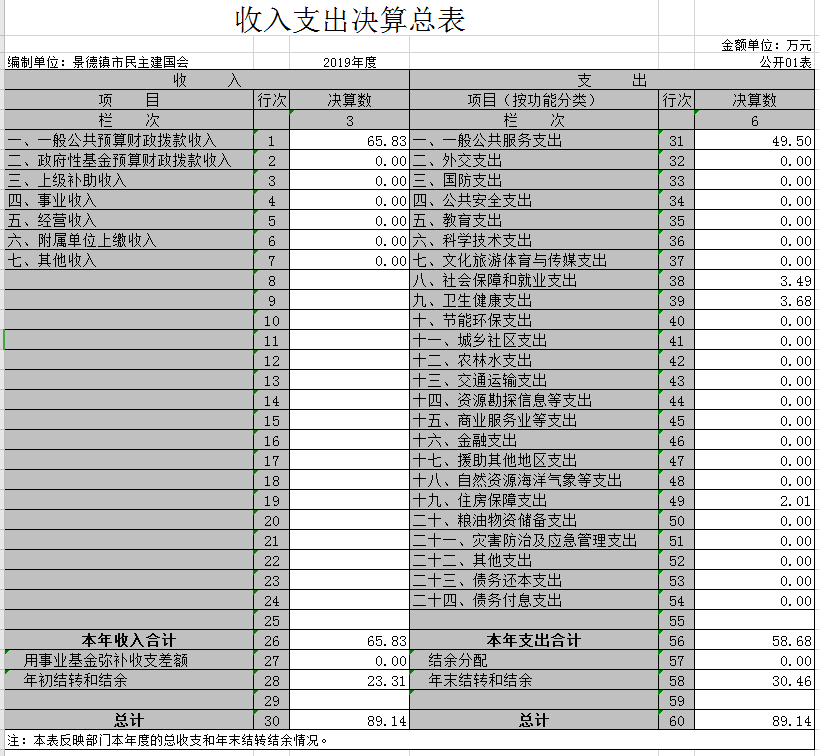 收入支出决算总表
金额单位：万元
编制单位：景德镇市民主建国会 2019年度 公开01表
收 入 支 出
项 目 行次 决算数 项目（按功能分类） 行次 决算数
栏 次 3 栏 次 6
一、一般公共预算财政拨款收入 1 65.83 一、一般公共服务支出 31 49.50
二、政府性基金预算财政拨款收入 2 0.00 二、外交支出 32 0.00
三、上级补助收入 3 0.00 三、国防支出 33 0.00
四、事业收入 4 0.00 四、公共安全支出 34 0.00
五、经营收入 5 0.00 五、教育支出 35 0.00
六、附属单位上缴收入 6 0.00 六、科学技术支出 36 0.00
七、其他收入 7 0.00 七、文化旅游体育与传媒支出 37 0.00
8 八、社会保障和就业支出 38 3.49
9 九、卫生健康支出 39 3.68
10 十、节能环保支出 40 0.00
11 十一、城乡社区支出 41 0.00
12 十二、农林水支出 42 0.00
13 十三、交通运输支出 43 0.00
14 十四、资源勘探信息等支出 44 0.00
15 十五、商业服务业等支出 45 0.00
16 十六、金融支出 46 0.00
17 十七、援助其他地区支出 47 0.00
18 十八、自然资源海洋气象等支出 48 0.00
19 十九、住房保障支出 49 2.01
20 二十、粮油物资储备支出 50 0.00
21 二十一、灾害防治及应急管理支出 51 0.00
22 二十二、其他支出 52 0.00
23 二十三、债务还本支出 53 0.00
24 二十四、债务付息支出 54 0.00
25 55
本年收入合计 26 65.83 本年支出合计 56 58.68
用事业基金弥补收支差额 27 0.00 结余分配 57 0.00
年初结转和结余 28 23.31 年末结转和结余 58 30.46
29 59
总计 30 89.14 总计 60 89.14
注：本表反映部门本年度的总收支和年末结转结余情况。